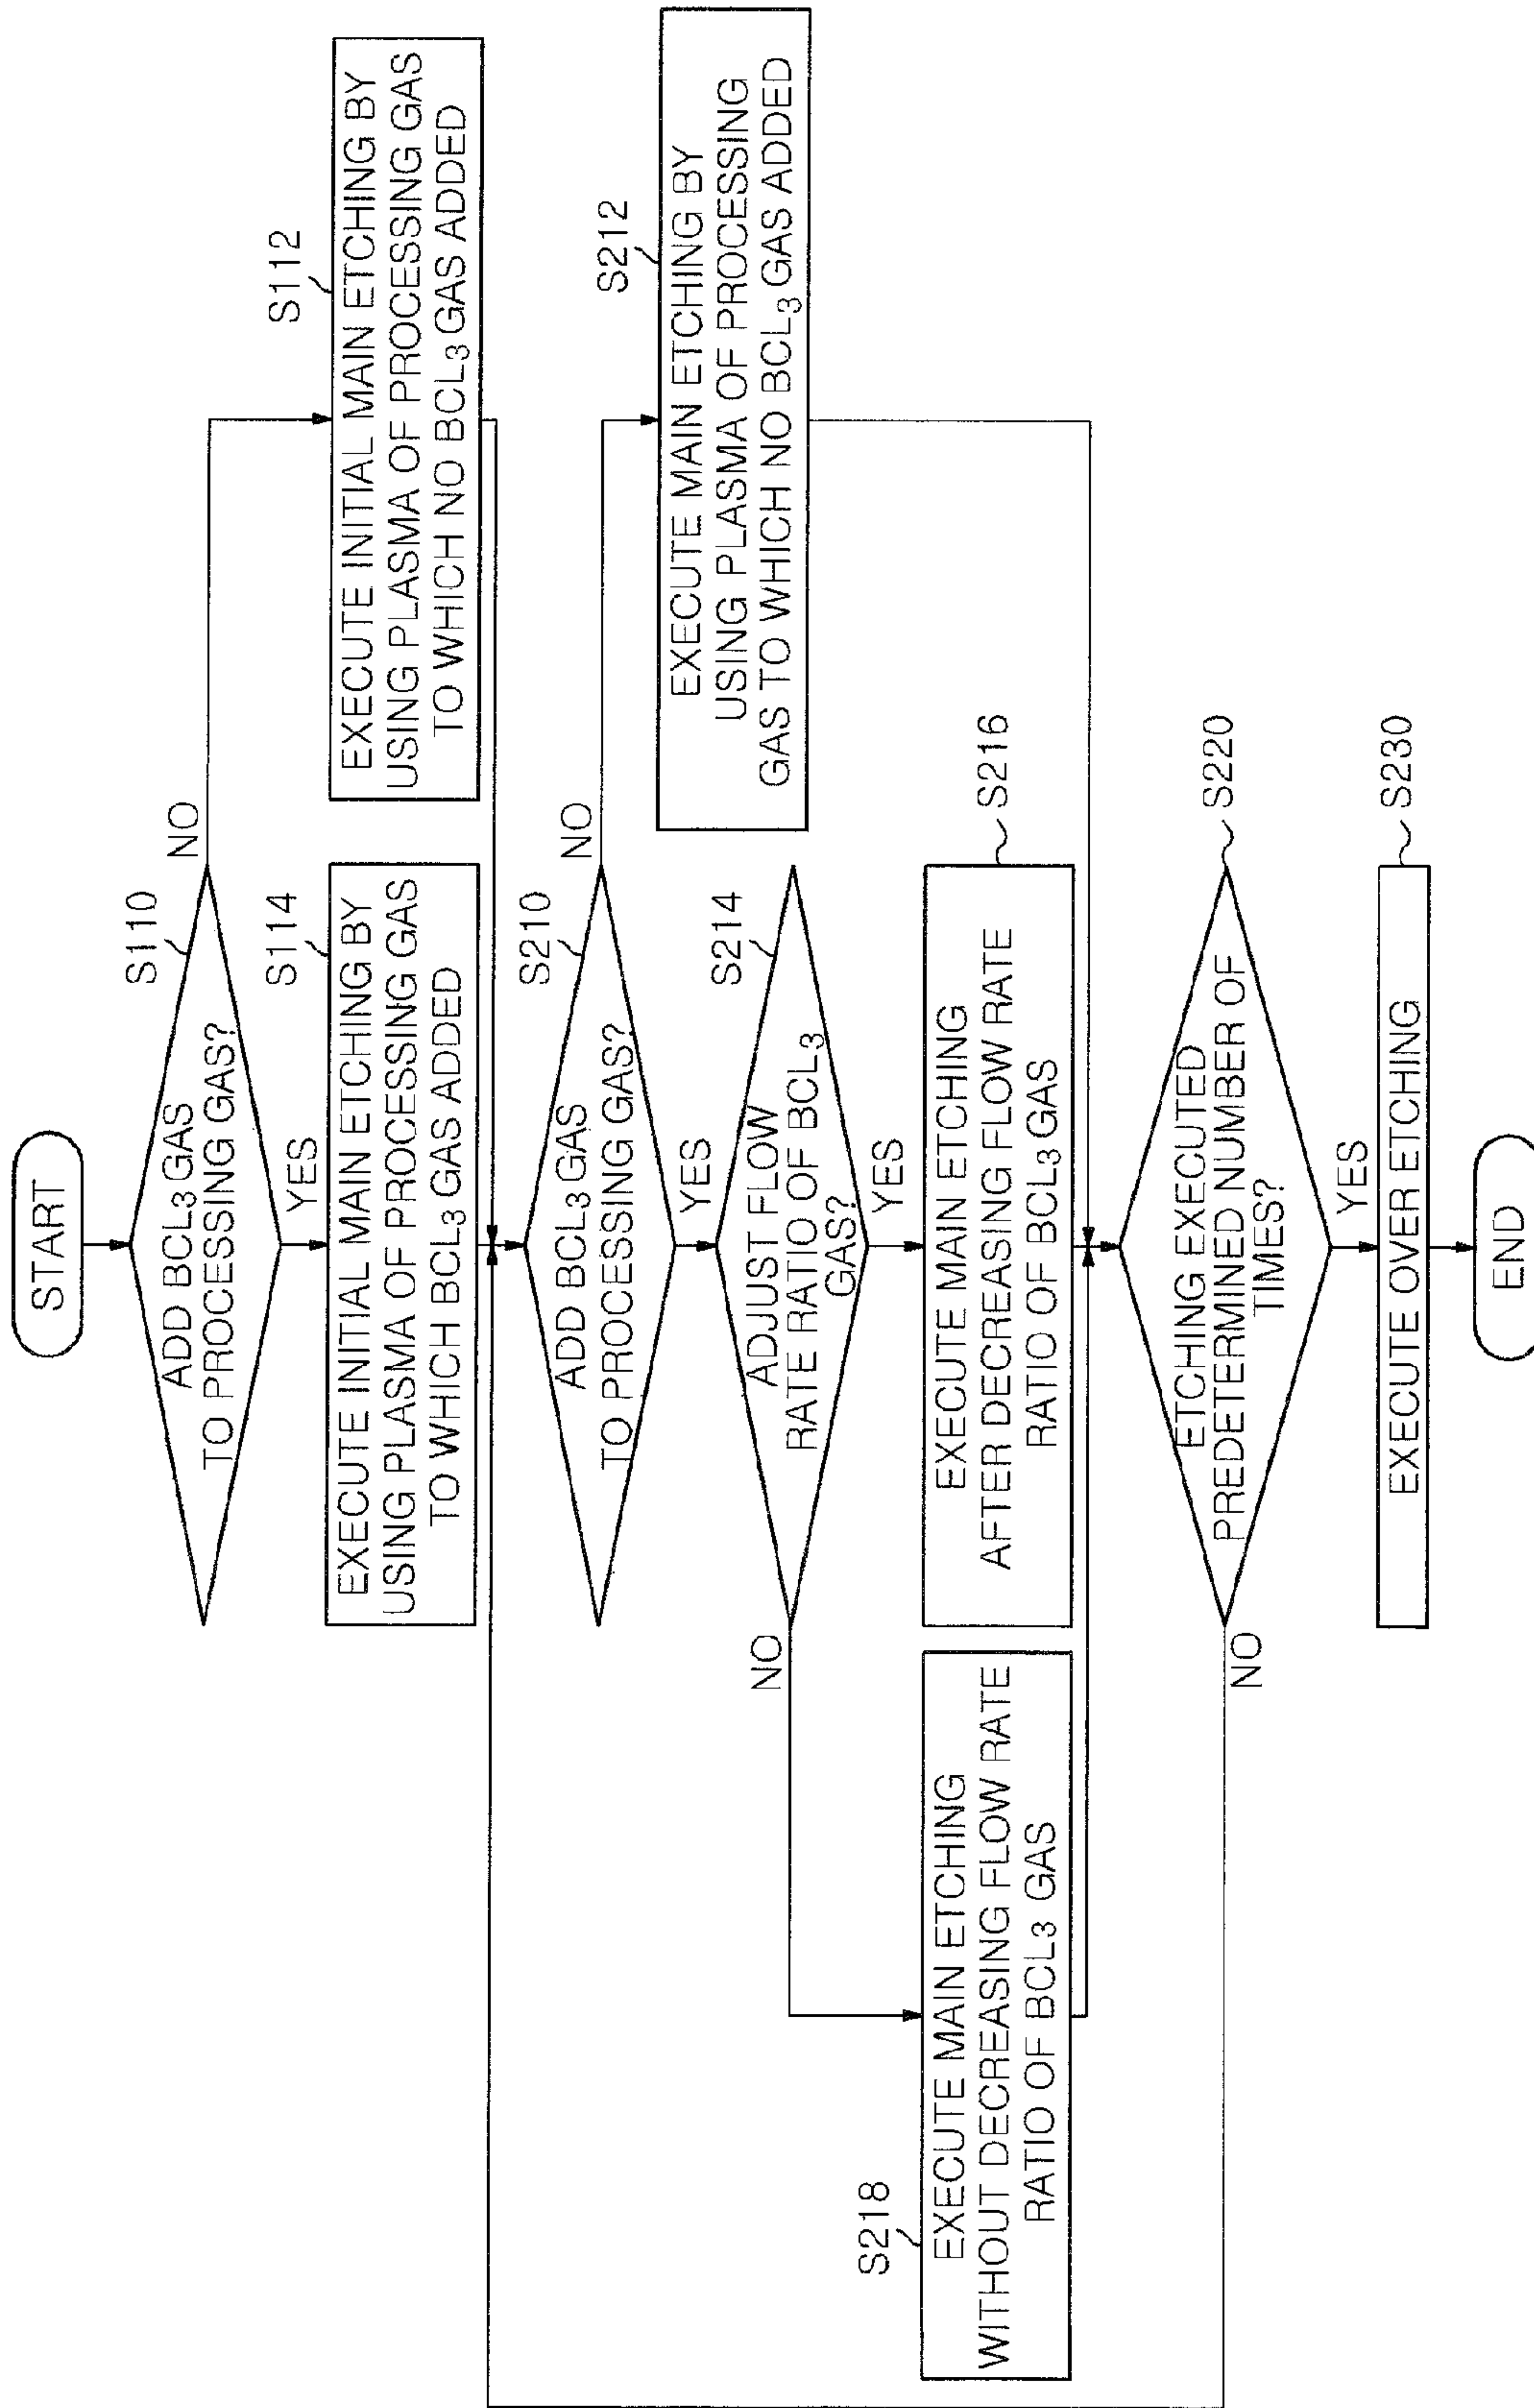 START
S110
ADD BCL₃ GAS
TO PROCESSING GAS?
NO
YES
S114
EXECUTE INITIAL MAIN ETCHING BY
USING PLASMA OF PROCESSING GAS
TO WHICH BCL₃ GAS ADDED
S112
EXECUTE INITIAL MAIN ETCHING BY
USING PLASMA OF PROCESSING GAS
TO WHICH NO BCL₃ GAS ADDED
S210
ADD BCL₃ GAS
TO PROCESSING GAS?
NO
YES
S212
EXECUTE MAIN ETCHING BY
USING PLASMA OF PROCESSING
GAS TO WHICH NO BCL₃ GAS ADDED
S214
ADJUST FLOW
RATE RATIO OF BCL₃
GAS?
NO
YES
S218
EXECUTE MAIN ETCHING
WITHOUT DECREASING FLOW RATE
RATIO OF BCL₃ GAS
S216
EXECUTE MAIN ETCHING
AFTER DECREASING FLOW RATE
RATIO OF BCL₃ GAS
S220
ETCHING EXECUTED
PREDETERMINED NUMBER OF
TIMES?
NO
YES
S230
EXECUTE OVER ETCHING
END